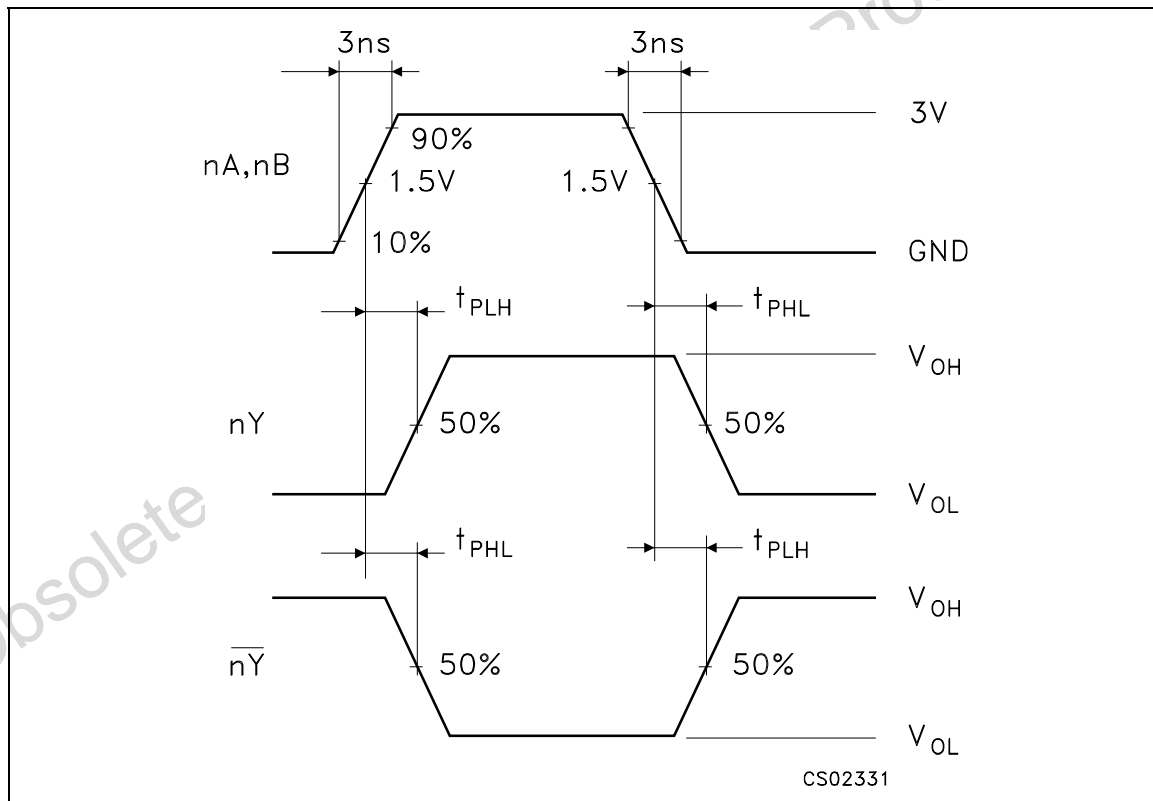 3ns
3ns
3V
90%
nA,nB
1.5V
1.5V
10%
GND
tPLH
tPHL
VOH
nY
50%
50%
VOL
tPHL
tPLH
VOH
nY
50%
50%
VOL
CS02331